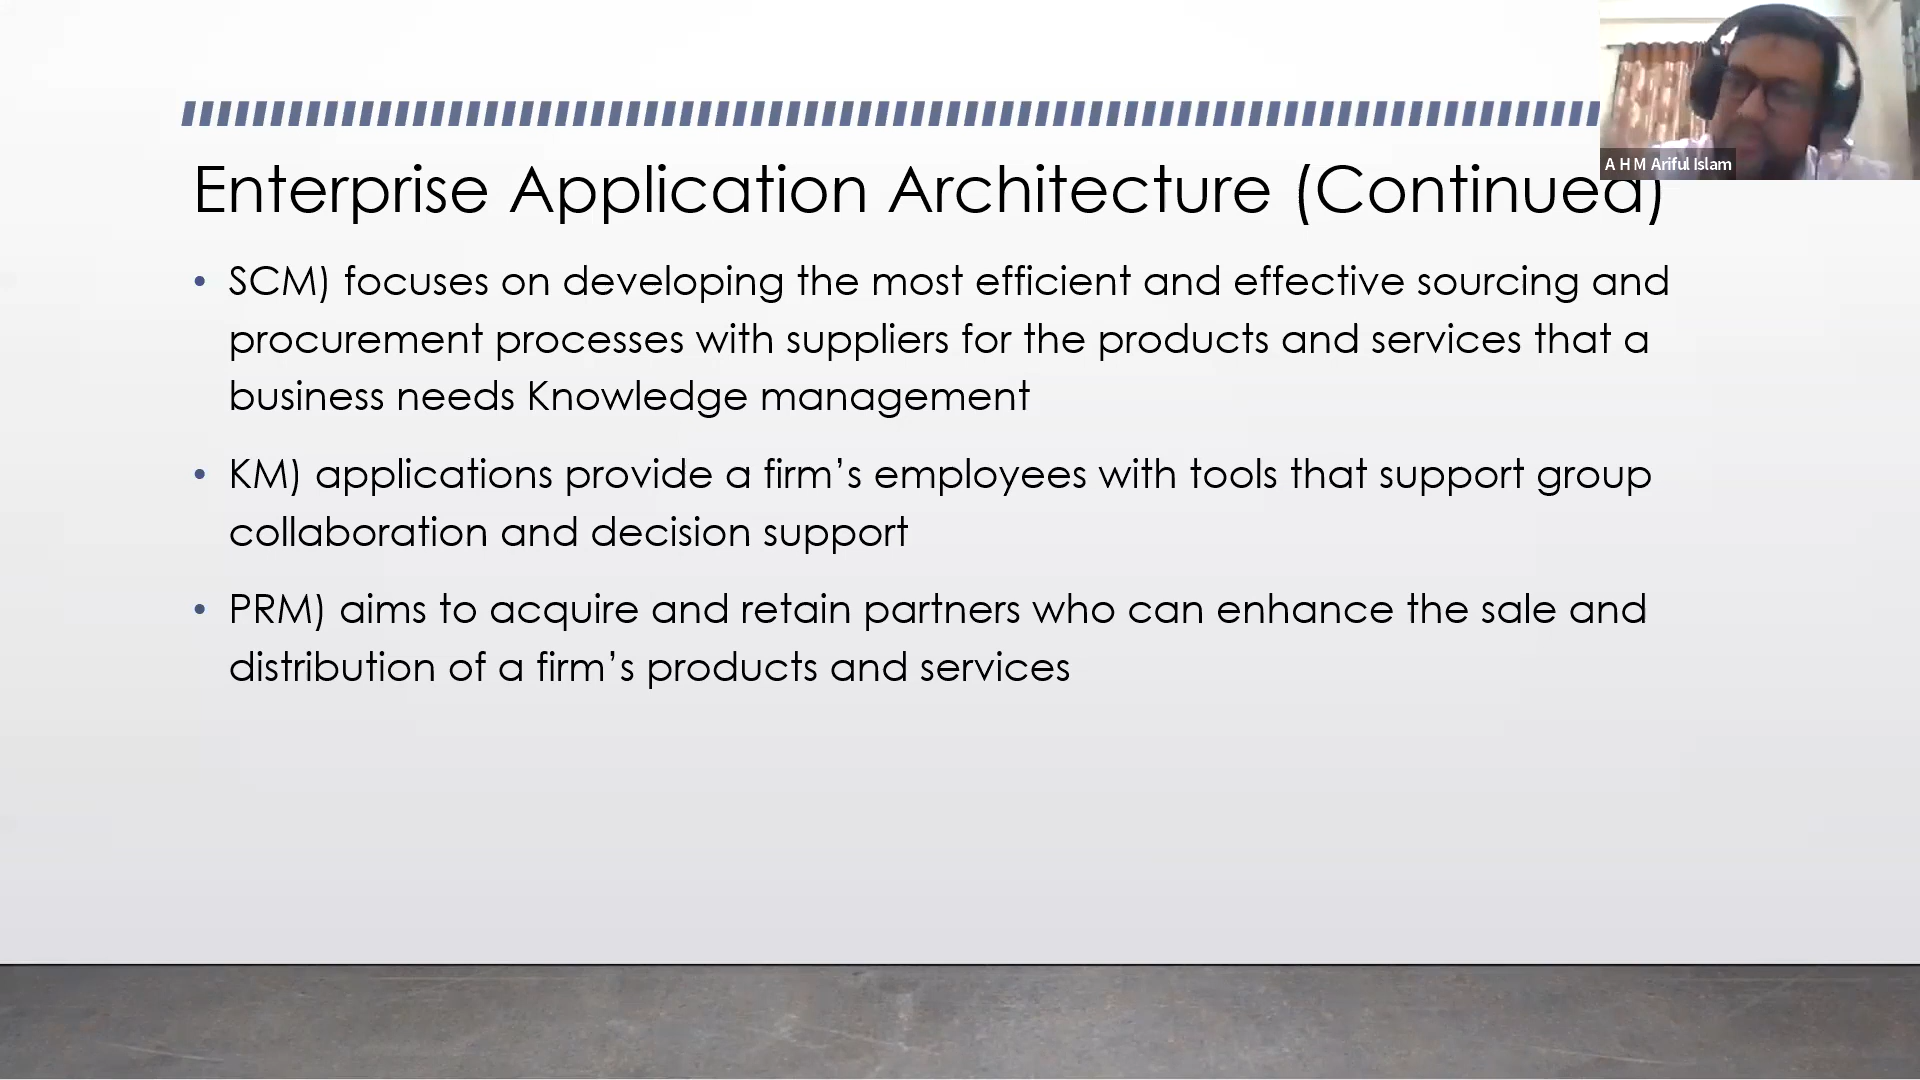 A H M Ariful Islam
Enterprise Application Architecture (Continued)
• SCM) focuses on developing the most efficient and effective sourcing and
procurement processes with suppliers for the products and services that a
business needs Knowledge management
• KM) applications provide a firm’s employees with tools that support group
collaboration and decision support
• PRM) aims to acquire and retain partners who can enhance the sale and
distribution of a firm’s products and services